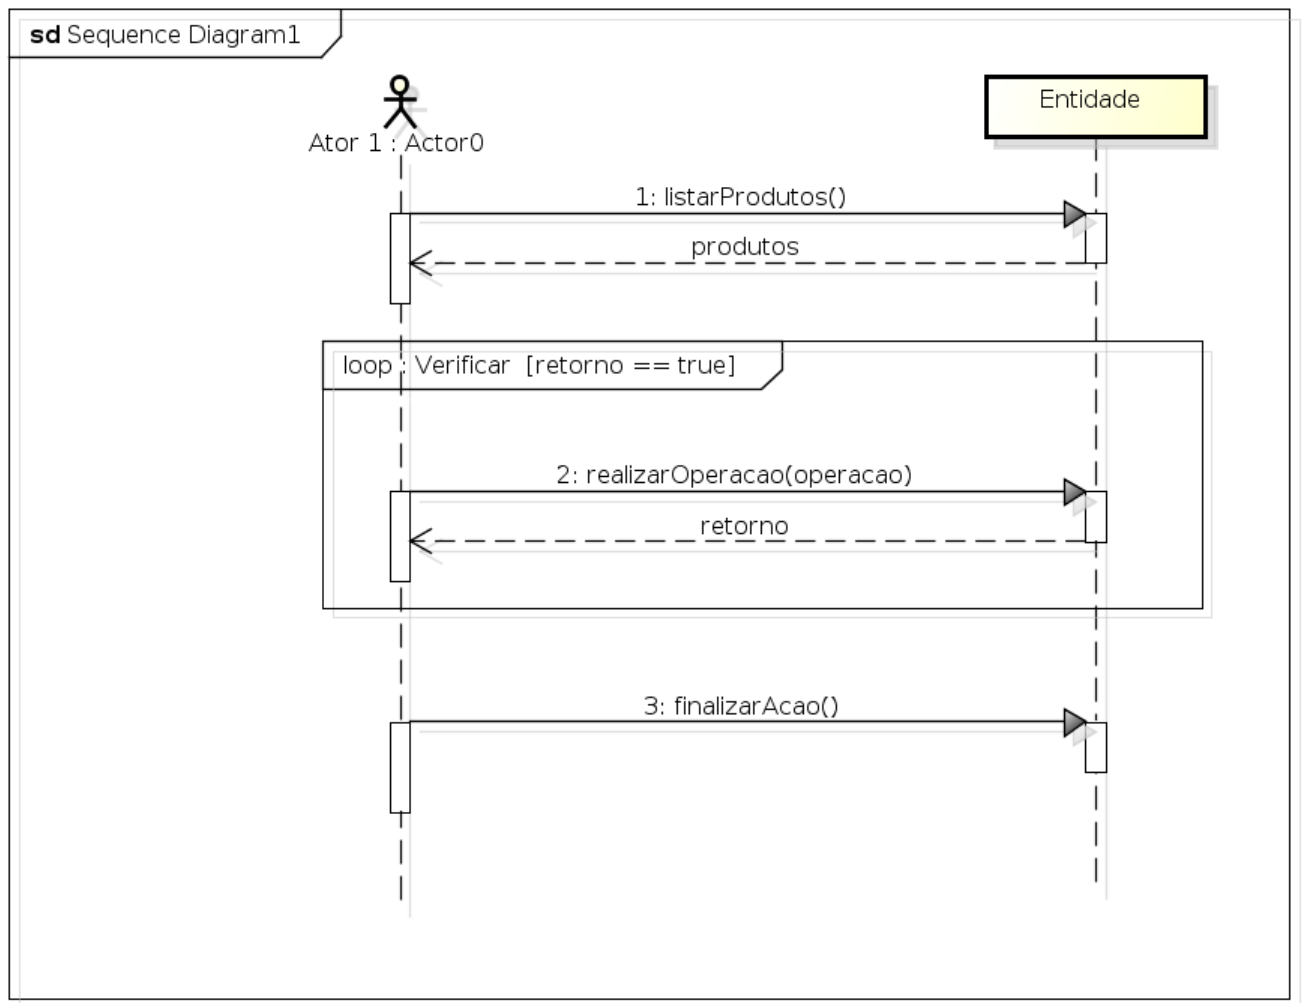 sd Sequence Diagram1
Entidade
Ator 1 : Actor0
1: listarProdutos()
produtos
loop : Verificar [retorno == true]
2: realizarOperacao(operacao)
retorno
3: finalizarAcao()